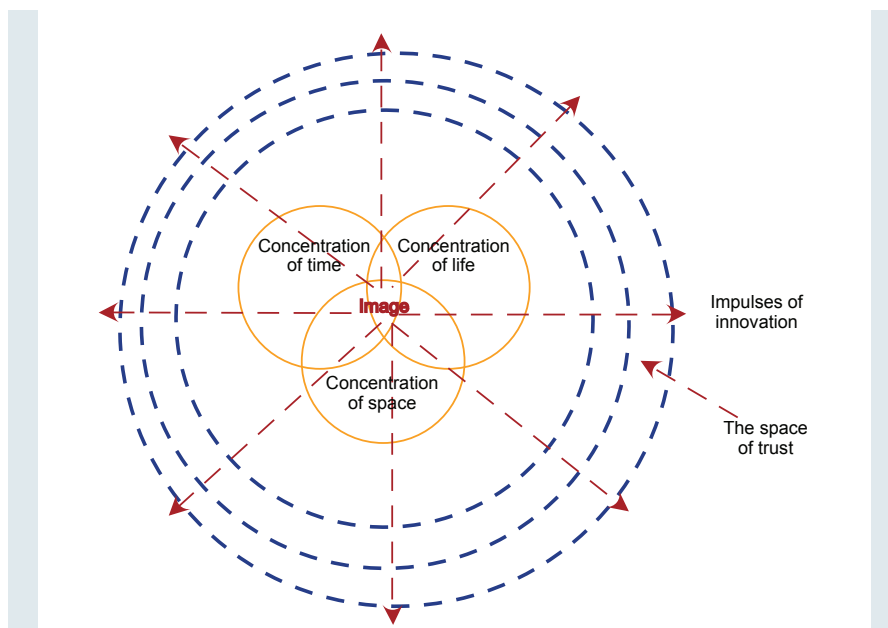 Concentration
of time
Concentration
of life
Image
Impulses of
innovation
Concentration
of space
The space
of trust